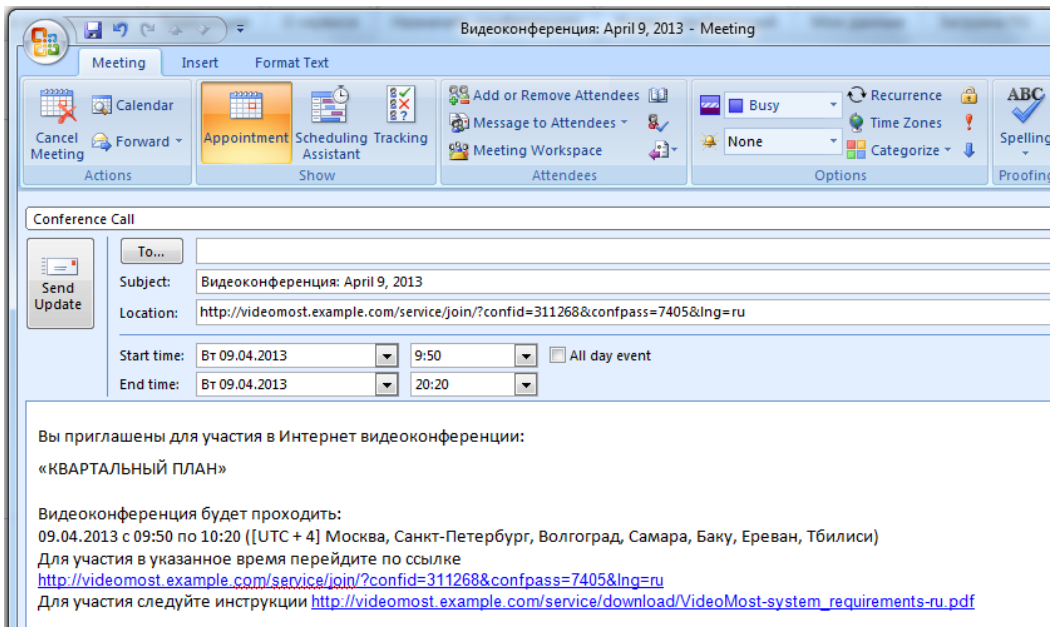 Видеоконференция: April 9, 2013 - Meeting
Meeting Insert Format Text
Cancel Meeting
Calendar
Forward
Actions
Appointment
Scheduling Assistant
Tracking
Show
Add or Remove Attendees
Message to Attendees
Meeting Workspace
Attendees
Busy
None
Recurrence
Time Zones
Categorize
Options
ABC
Spelling
Proofing
Conference Call
Send Update
To...
Subject: Видеоконференция: April 9, 2013
Location: http://videomost.example.com/service/join/?confid=311268&confpass=7405&lng=ru
Start time: Вт 09.04.2013 9:50 All day event
End time: Вт 09.04.2013 20:20
Вы приглашены для участия в Интернет видеоконференции:
«КВАРТАЛЬНЫЙ ПЛАН»
Видеоконференция будет проходить:
09.04.2013 с 09:50 по 10:20 ([UTC + 4] Москва, Санкт-Петербург, Волгоград, Самара, Баку, Ереван, Тбилиси)
Для участия в указанное время перейдите по ссылке
http://videomost.example.com/service/join/?confid=311268&confpass=7405&lng=ru
Для участия следуйте инструкции http://videomost.example.com/service/download/VideoMost-system_requirements-ru.pdf